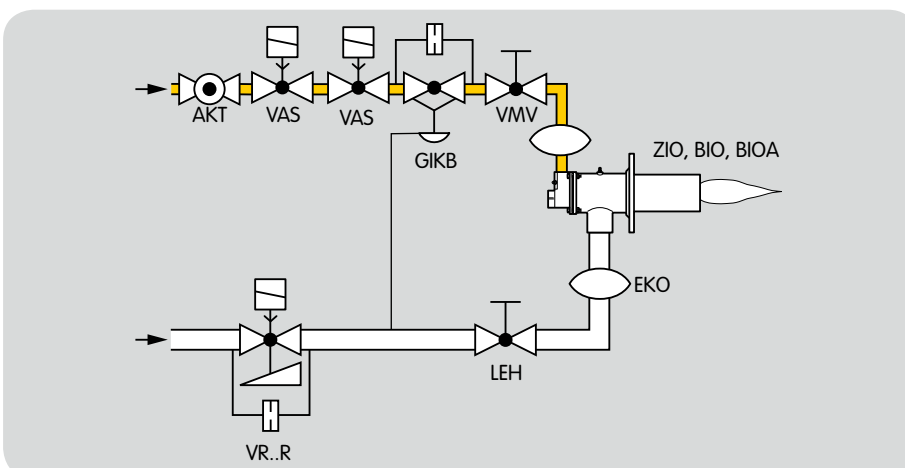 AKT
VAS
VAS
GIKB
VMV
ZIO, BIO, BIOA
EKO
LEH
VR..R